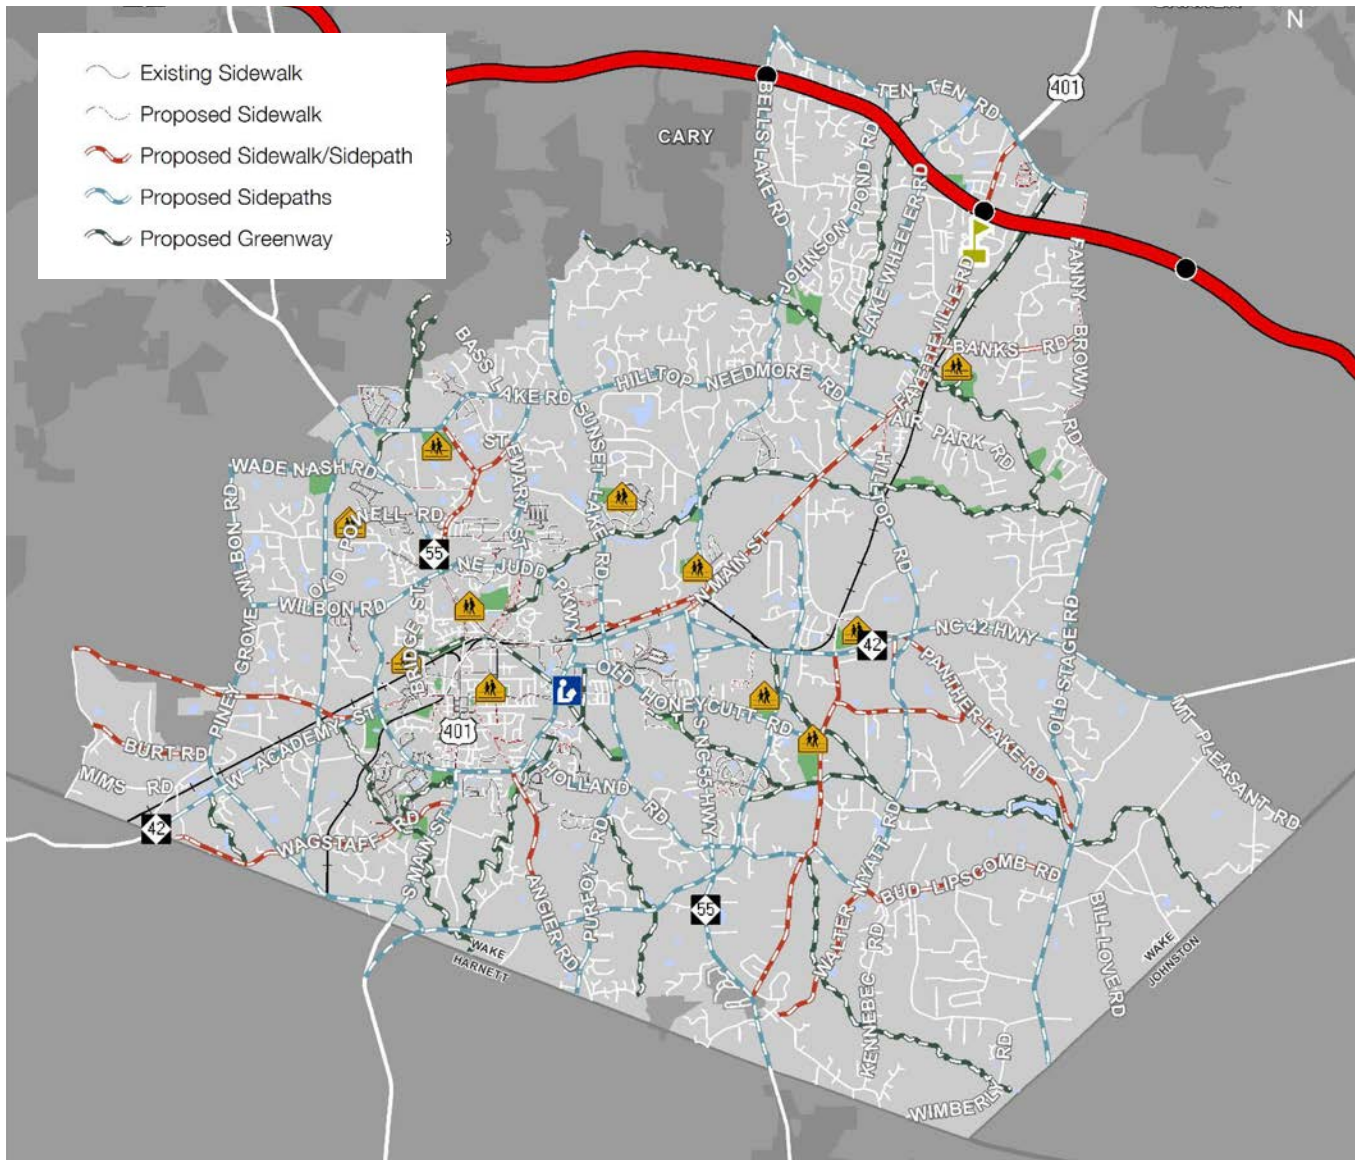 N
401
Existing Sidewalk
Proposed Sidewalk
Proposed Sidewalk/Sidepath
Proposed Sidepaths
Proposed Greenway
CARY
BELLS LAKE RD
TEN-TEN RD
JOHNSON POND RD
LAKE WHEELER RD
FAYETTEVILLE RD
FANNY BROWN RD
BANKS RD
BASS LAKE RD
HILLTOP NEEDMORE RD
SUNSET LAKE RD
AIR PARK RD
HILLTOP RD
WADE NASH RD
STEWART ST
OLD POWELL RD
PINEY GROVE WILBON RD
55
NE JUDD PKWY
N MAIN ST
WILBON RD
BRIDGE ST
NC 42 HWY
42
OLD STAGE RD
PANTHER LAKE RD
OLD HONEYCUTT RD
S NC 55 HWY
401
W ACADEMY ST
BURT RD
MIMS RD
MT PLEASANT RD
HOLLAND RD
42
WAGSTAFF RD
S MAIN ST
ANGIER RD
PURFOY RD
WALTER MYATT RD
BUD LIPSCOMB RD
55
BILL LOVE RD
WAKE
HARNETT
WAKE
JOHNSTON
KENNEBEC RD
WIMBERLY RD